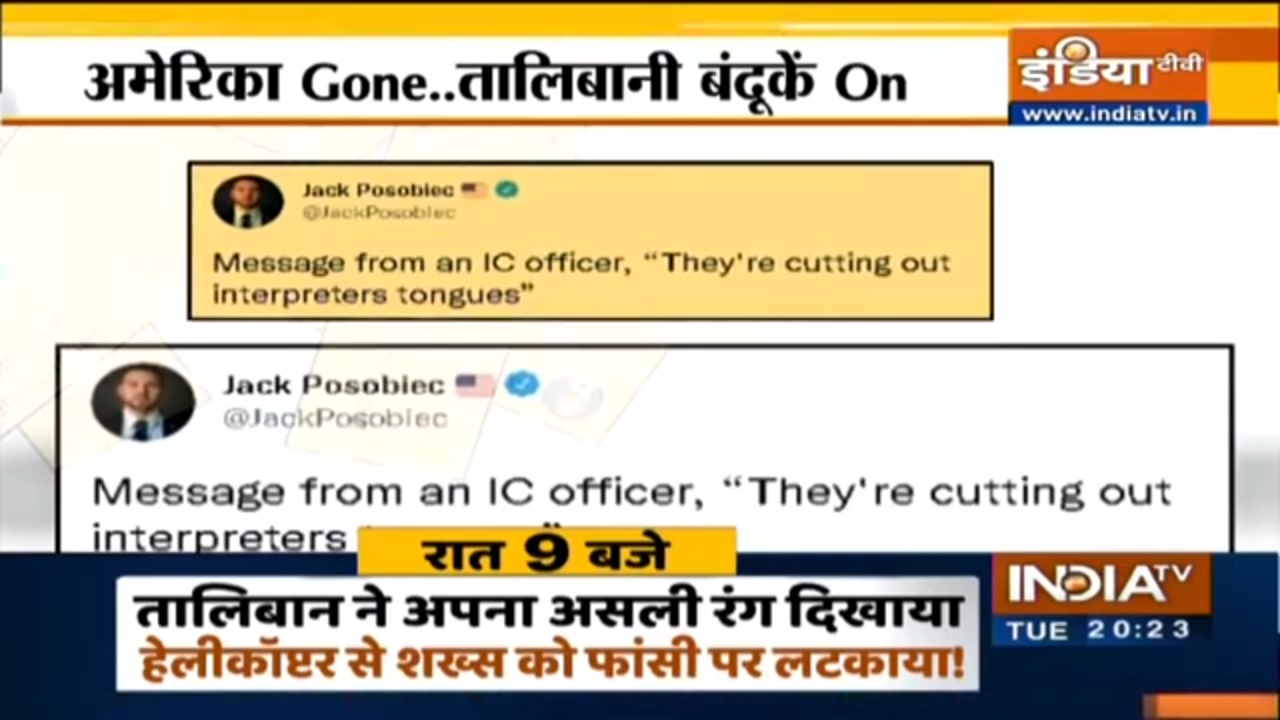 अमेरिका Gone..तालिबानी बंदूकें On
इंडिया टीवी
www.indiatv.in
Jack Posobiec
@JackPosobiec
Message from an IC officer, “They're cutting out
interpreters tongues”
Jack Posobiec
@JackPosobiec
Message from an IC officer, “They're cutting out
interpreters
रात 9 बजे
तालिबान ने अपना असली रंग दिखाया
हेलीकॉप्टर से शख्स को फांसी पर लटकाया!
INDIA TV
TUE 20:23